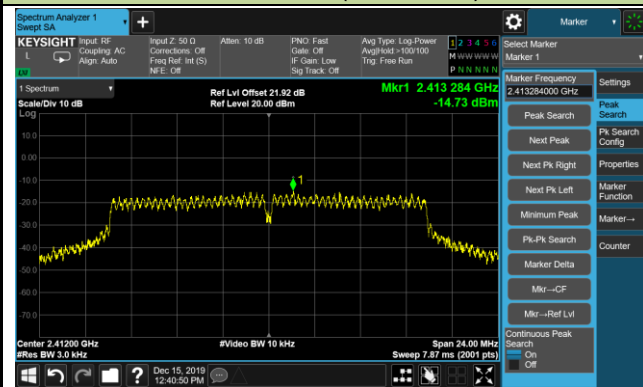 Spectrum Analyzer 1
Swept SA
Marker
KEYSIGHT
L
Input: RF
Coupling: AC
Align: Auto
Input Z: 50 Ω
Corrections: Off
Freq Ref: Int (S)
NFE: Off
Atten: 10 dB
PNO: Fast
Gate: Off
IF Gain: Low
Sig Track: Off
Avg Type: Log-Power
Avg|Hold:>100/100
Trig: Free Run
1 2 3 4 5 6
M W W W W W
P N N N N N
Select Marker
Marker 1
1 Spectrum
Scale/Div 10 dB
Log
Ref Lvl Offset 21.92 dB
Ref Level 20.00 dBm
Mkr1 2.413 284 GHz
-14.73 dBm
10.0
0.00
-10.0
-20.0
-30.0
-40.0
-50.0
-60.0
-70.0
1
Center 2.41200 GHz
#Res BW 3.0 kHz
#Video BW 10 kHz
Span 24.00 MHz
Sweep 7.87 ms (2001 pts)
Marker Frequency
2.413284000 GHz
Peak Search
Next Peak
Next Pk Right
Next Pk Left
Minimum Peak
Pk-Pk Search
Marker Delta
Mkr→CF
Mkr→Ref Lvl
Continuous Peak
Search
On
Off
Settings
Peak
Search
Pk Search
Config
Properties
Marker
Function
Marker→
Counter
Dec 15, 2019
12:40:50 PM